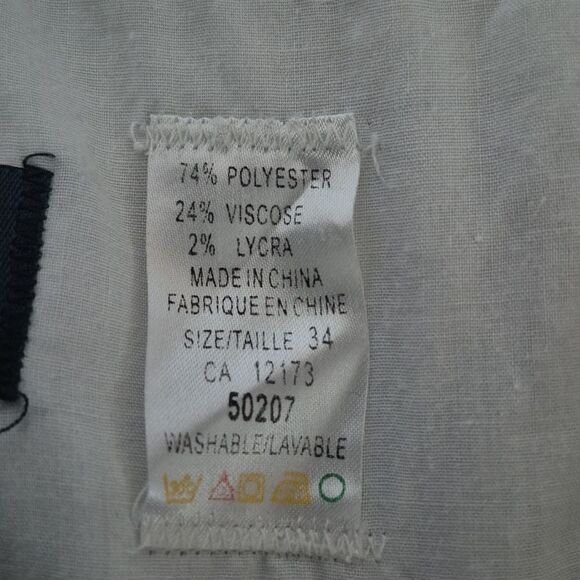 74% POLYESTER
24% VISCOSE
2% LYCRA
MADE IN CHINA
FABRIQUE EN CHINE
SIZE/TAILLE 34
CA 12173
50207
WASHABLE/LAVABLE